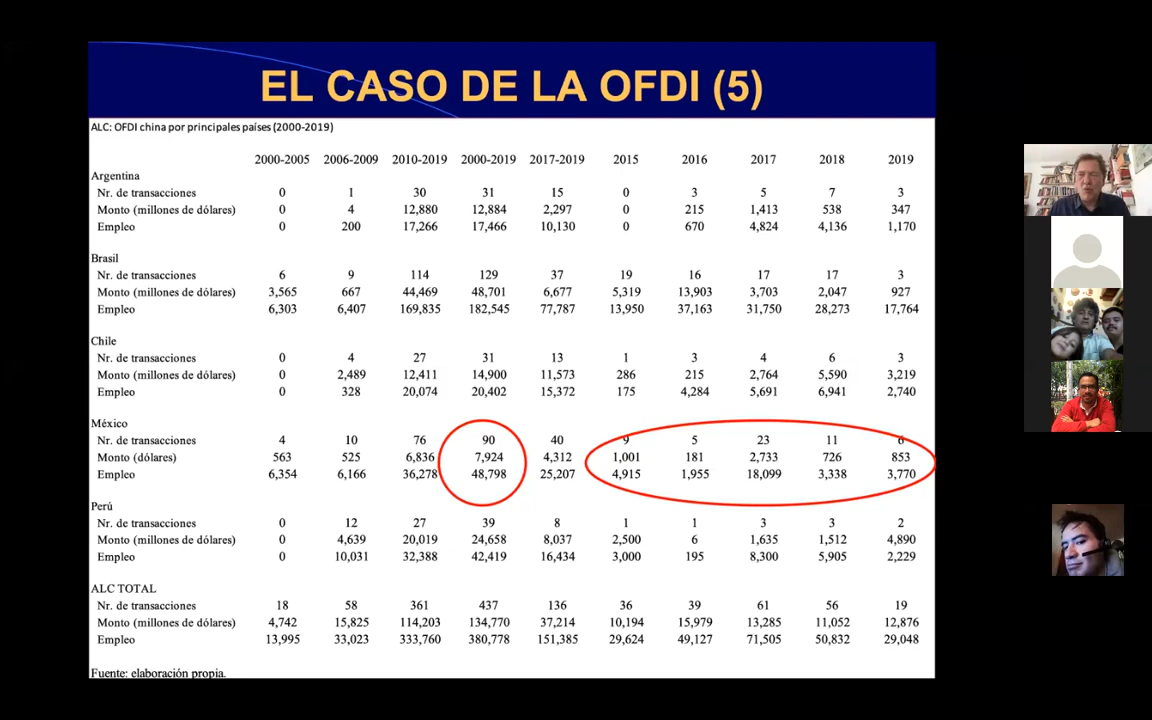 EL CASO DE LA OFDI (5)
ALC: OFDI china por principales países (2000-2019)
2000-2005 2006-2009 2010-2019 2000-2019 2017-2019 2015 2016 2017 2018 2019
Argentina
Nr. de transacciones 0 1 30 31 15 0 3 5 7 3
Monto (millones de dólares) 0 4 12,880 12,884 2,297 0 215 1,413 538 347
Empleo 0 200 17,266 17,466 10,130 0 670 4,824 4,136 1,170
Brasil
Nr. de transacciones 6 9 114 129 37 19 16 17 17 3
Monto (millones de dólares) 3,565 667 44,469 48,701 6,677 5,319 13,903 3,703 2,047 927
Empleo 6,303 6,407 169,835 182,545 77,787 13,950 37,163 31,750 28,273 17,764
Chile
Nr. de transacciones 0 4 27 31 13 1 3 4 6 3
Monto (millones de dólares) 0 2,489 12,411 14,900 11,573 286 215 2,764 5,590 3,219
Empleo 0 328 20,074 20,402 15,372 175 4,284 5,691 6,941 2,740
México
Nr. de transacciones 4 10 76 90 40 9 5 23 11 6
Monto (dólares) 563 525 6,836 7,924 4,312 1,001 181 2,733 726 853
Empleo 6,354 6,166 36,278 48,798 25,207 4,915 1,955 18,099 3,338 3,770
Perú
Nr. de transacciones 0 12 27 39 8 1 1 3 3 2
Monto (millones de dólares) 0 4,639 20,019 24,658 8,037 2,500 6 1,635 1,512 4,890
Empleo 0 10,031 32,388 42,419 16,434 3,000 195 8,300 5,905 2,229
ALC TOTAL
Nr. de transacciones 18 58 361 437 136 36 39 61 56 19
Monto (millones de dólares) 4,742 15,825 114,203 134,770 37,214 10,194 15,979 13,285 11,052 12,876
Empleo 13,995 33,023 333,760 380,778 151,385 29,624 49,127 71,505 50,832 29,048
Fuente: elaboración propia.